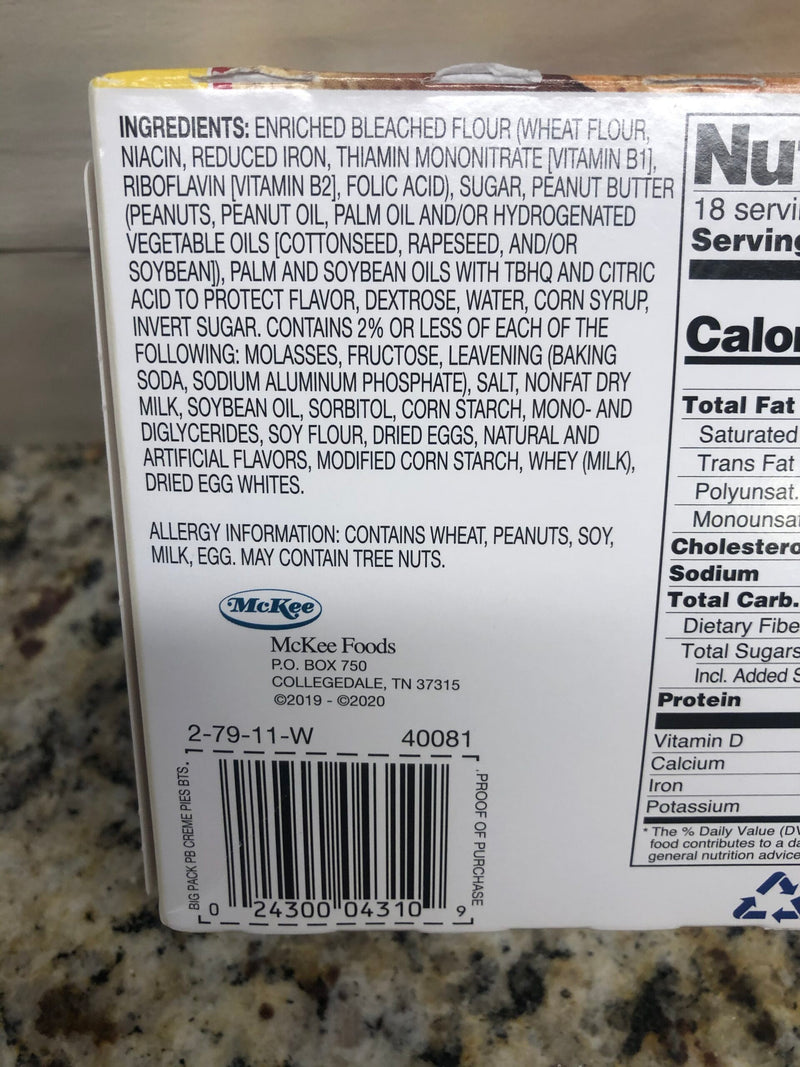 INGREDIENTS: ENRICHED BLEACHED FLOUR (WHEAT FLOUR,
NIACIN, REDUCED IRON, THIAMIN MONONITRATE [VITAMIN B1],
RIBOFLAVIN [VITAMIN B2], FOLIC ACID), SUGAR, PEANUT BUTTER
(PEANUTS, PEANUT OIL, PALM OIL AND/OR HYDROGENATED
VEGETABLE OILS [COTTONSEED, RAPESEED, AND/OR
SOYBEAN]), PALM AND SOYBEAN OILS WITH TBHQ AND CITRIC
ACID TO PROTECT FLAVOR, DEXTROSE, WATER, CORN SYRUP,
INVERT SUGAR. CONTAINS 2% OR LESS OF EACH OF THE
FOLLOWING: MOLASSES, FRUCTOSE, LEAVENING (BAKING
SODA, SODIUM ALUMINUM PHOSPHATE), SALT, NONFAT DRY
MILK, SOYBEAN OIL, SORBITOL, CORN STARCH, MONO- AND
DIGLYCERIDES, SOY FLOUR, DRIED EGGS, NATURAL AND
ARTIFICIAL FLAVORS, MODIFIED CORN STARCH, WHEY (MILK),
DRIED EGG WHITES.
ALLERGY INFORMATION: CONTAINS WHEAT, PEANUTS, SOY,
MILK, EGG. MAY CONTAIN TREE NUTS.
McKee
McKee Foods
P.O. BOX 750
COLLEGEDALE, TN 37315
©2019 - ©2020
2-79-11-W 40081
BIG PACK PB CREME PIES BTS.
PROOF OF PURCHASE
0 24300 04310 9
Nu
18 servi
Serving
Calor
Total Fat
Saturated
Trans Fat
Polyunsat.
Monounsat
Cholestero
Sodium
Total Carb.
Dietary Fibe
Total Sugars
Incl. Added S
Protein
Vitamin D
Calcium
Iron
Potassium
* The % Daily Value (DV
food contributes to a da
general nutrition advice